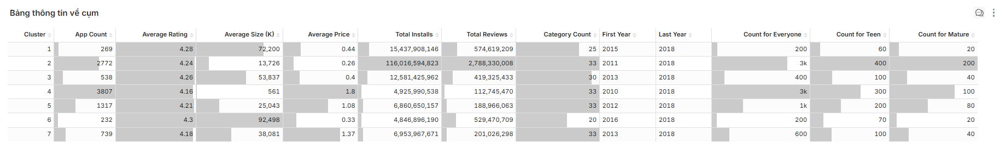 Bảng thông tin về cụm
Cluster App Count Average Rating Average Size (K) Average Price Total Installs Total Reviews Category Count First Year Last Year Count for Everyone Count for Teen Count for Mature
1 269 4.28 72,200 0.44 15,437,908,146 574,619,209 25 2015 2018 200 60 20
2 2772 4.24 13,726 0.26 116,016,594,823 2,788,330,008 33 2011 2018 3k 400 200
3 538 4.26 53,837 0.4 12,581,425,962 419,325,433 30 2013 2018 400 100 40
4 3807 4.16 561 1.8 4,925,990,538 112,745,470 33 2010 2018 3k 300 100
5 1317 4.21 25,043 1.08 6,860,650,157 188,966,063 33 2012 2018 1k 200 80
6 232 4.3 92,498 0.33 4,846,896,190 529,470,709 20 2016 2018 200 70 20
7 739 4.18 38,081 1.37 6,953,967,671 201,026,298 33 2013 2018 600 100 40